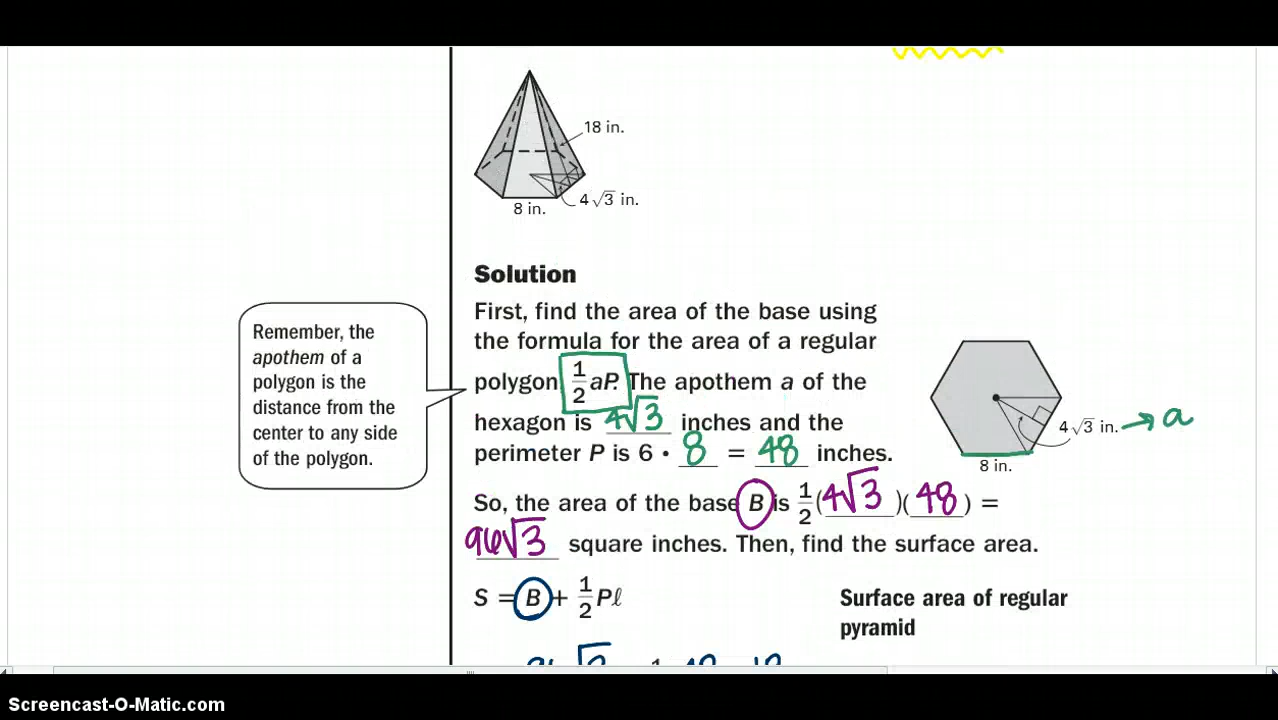 18 in.
4√3 in.
8 in.
Solution
First, find the area of the base using
the formula for the area of a regular
polygon 1/2 aP. The apothem a of the
hexagon is 4√3 inches and the
perimeter P is 6 • 8 = 48 inches.
Remember, the
apothem of a
polygon is the
distance from the
center to any side
of the polygon.
4√3 in. → a
8 in.
So, the area of the base B is 1/2 (4√3)(48) =
96√3 square inches. Then, find the surface area.
S = B + 1/2 Pℓ
Surface area of regular
pyramid
Screencast-O-Matic.com